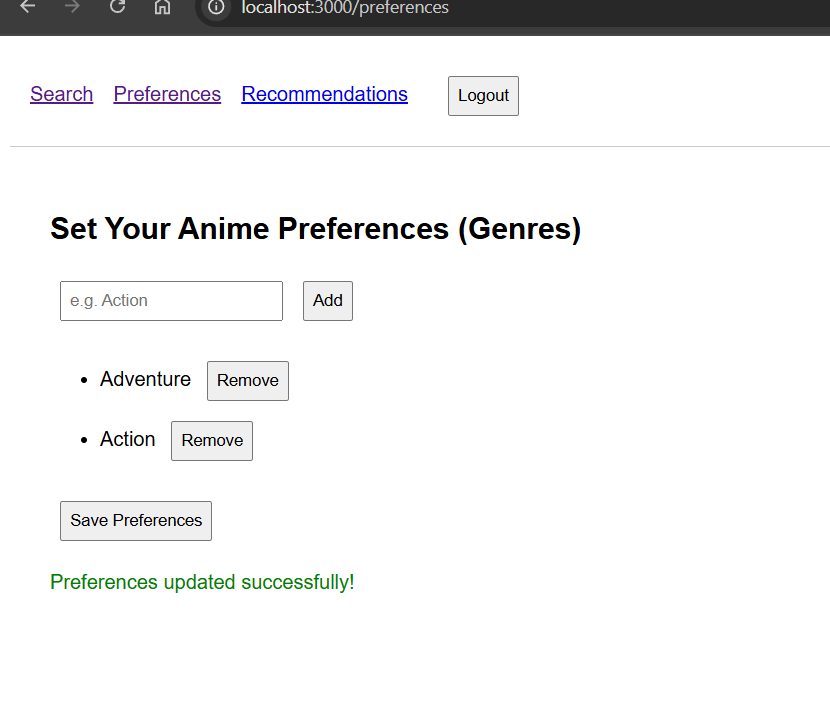 localhost:3000/preferences
Search Preferences Recommendations Logout
Set Your Anime Preferences (Genres)
e.g. Action Add
Adventure Remove
Action Remove
Save Preferences
Preferences updated successfully!